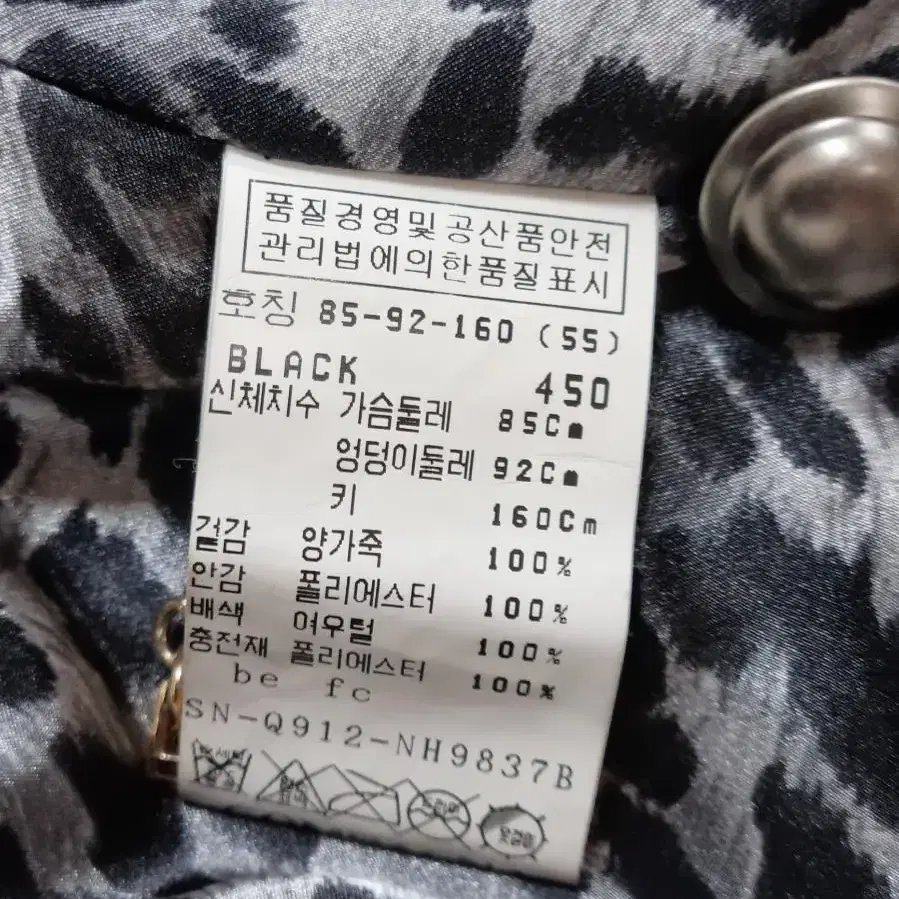 품질경영및공산품안전
관리법에의한품질표시
호칭 85-92-160 (55)
BLACK 450
신체치수 가슴둘레 85Cm
엉덩이둘레 92Cm
키 160Cm
겉감 양가죽 100%
안감 폴리에스터 100%
배색 여우털 100%
충전재 폴리에스터 100%
be fc
SN-Q912-NH9837B
옷걸이